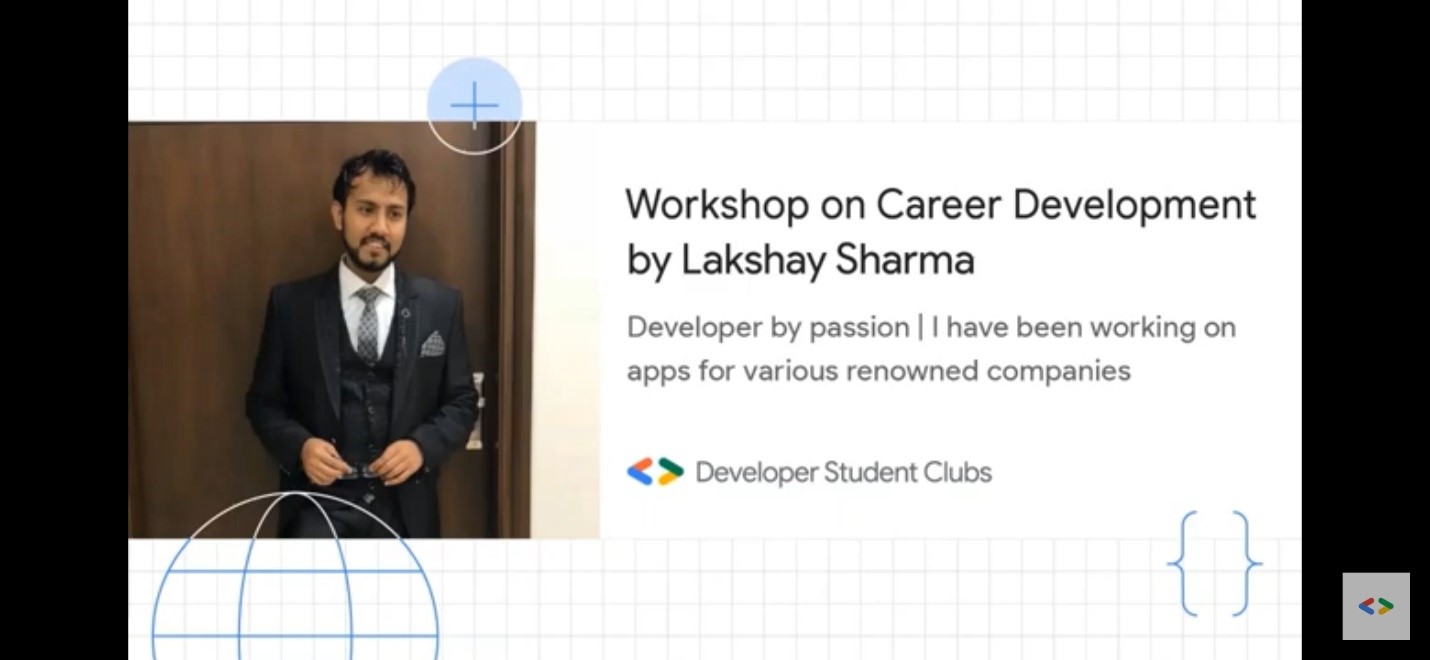 Workshop on Career Development
by Lakshay Sharma
Developer by passion | I have been working on
apps for various renowned companies
Developer Student Clubs